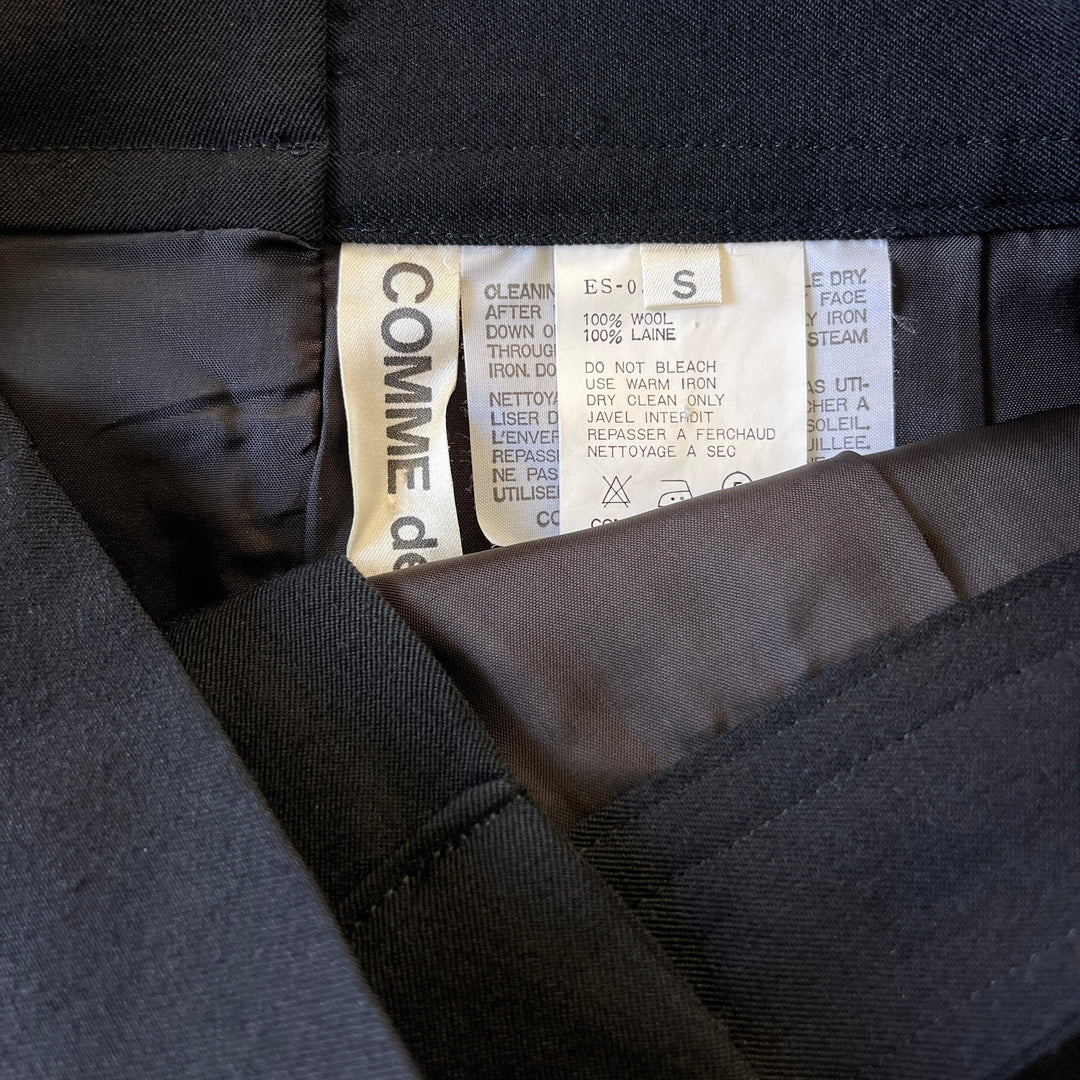 COMME de
CLEANIN
AFTER
DOWN O
THROUG
IRON. DO
NETTOYA
LISER D
L'ENVER
REPASS
NE PAS
UTILISE
CO
ES-0
S
100% WOOL
100% LAINE
DO NOT BLEACH
USE WARM IRON
DRY CLEAN ONLY
JAVEL INTERDIT
REPASSER A FERCHAUD
NETTOYAGE A SEC
E DRY.
FACE
Y IRON
STEAM
AS UTI-
CHER A
SOLEIL.
UILLEE.